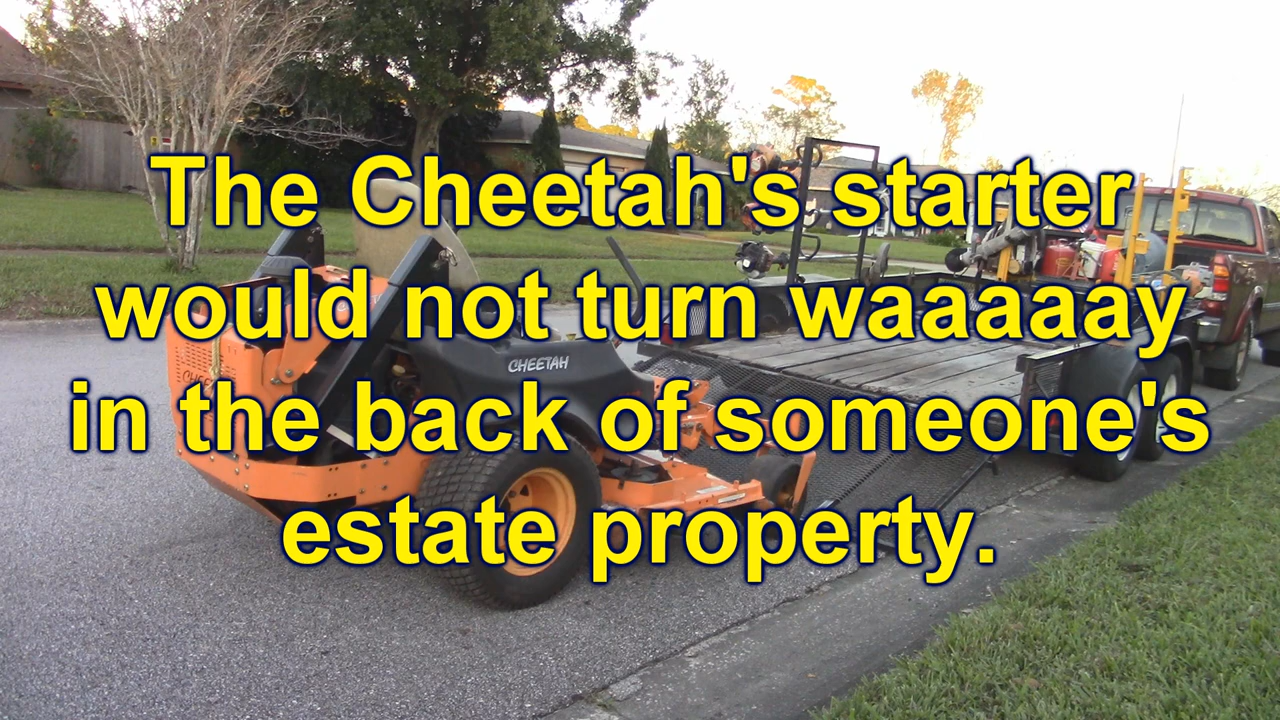 The Cheetah's starter
would not turn waaaaay
in the back of someone's
estate property.
CHEETAH